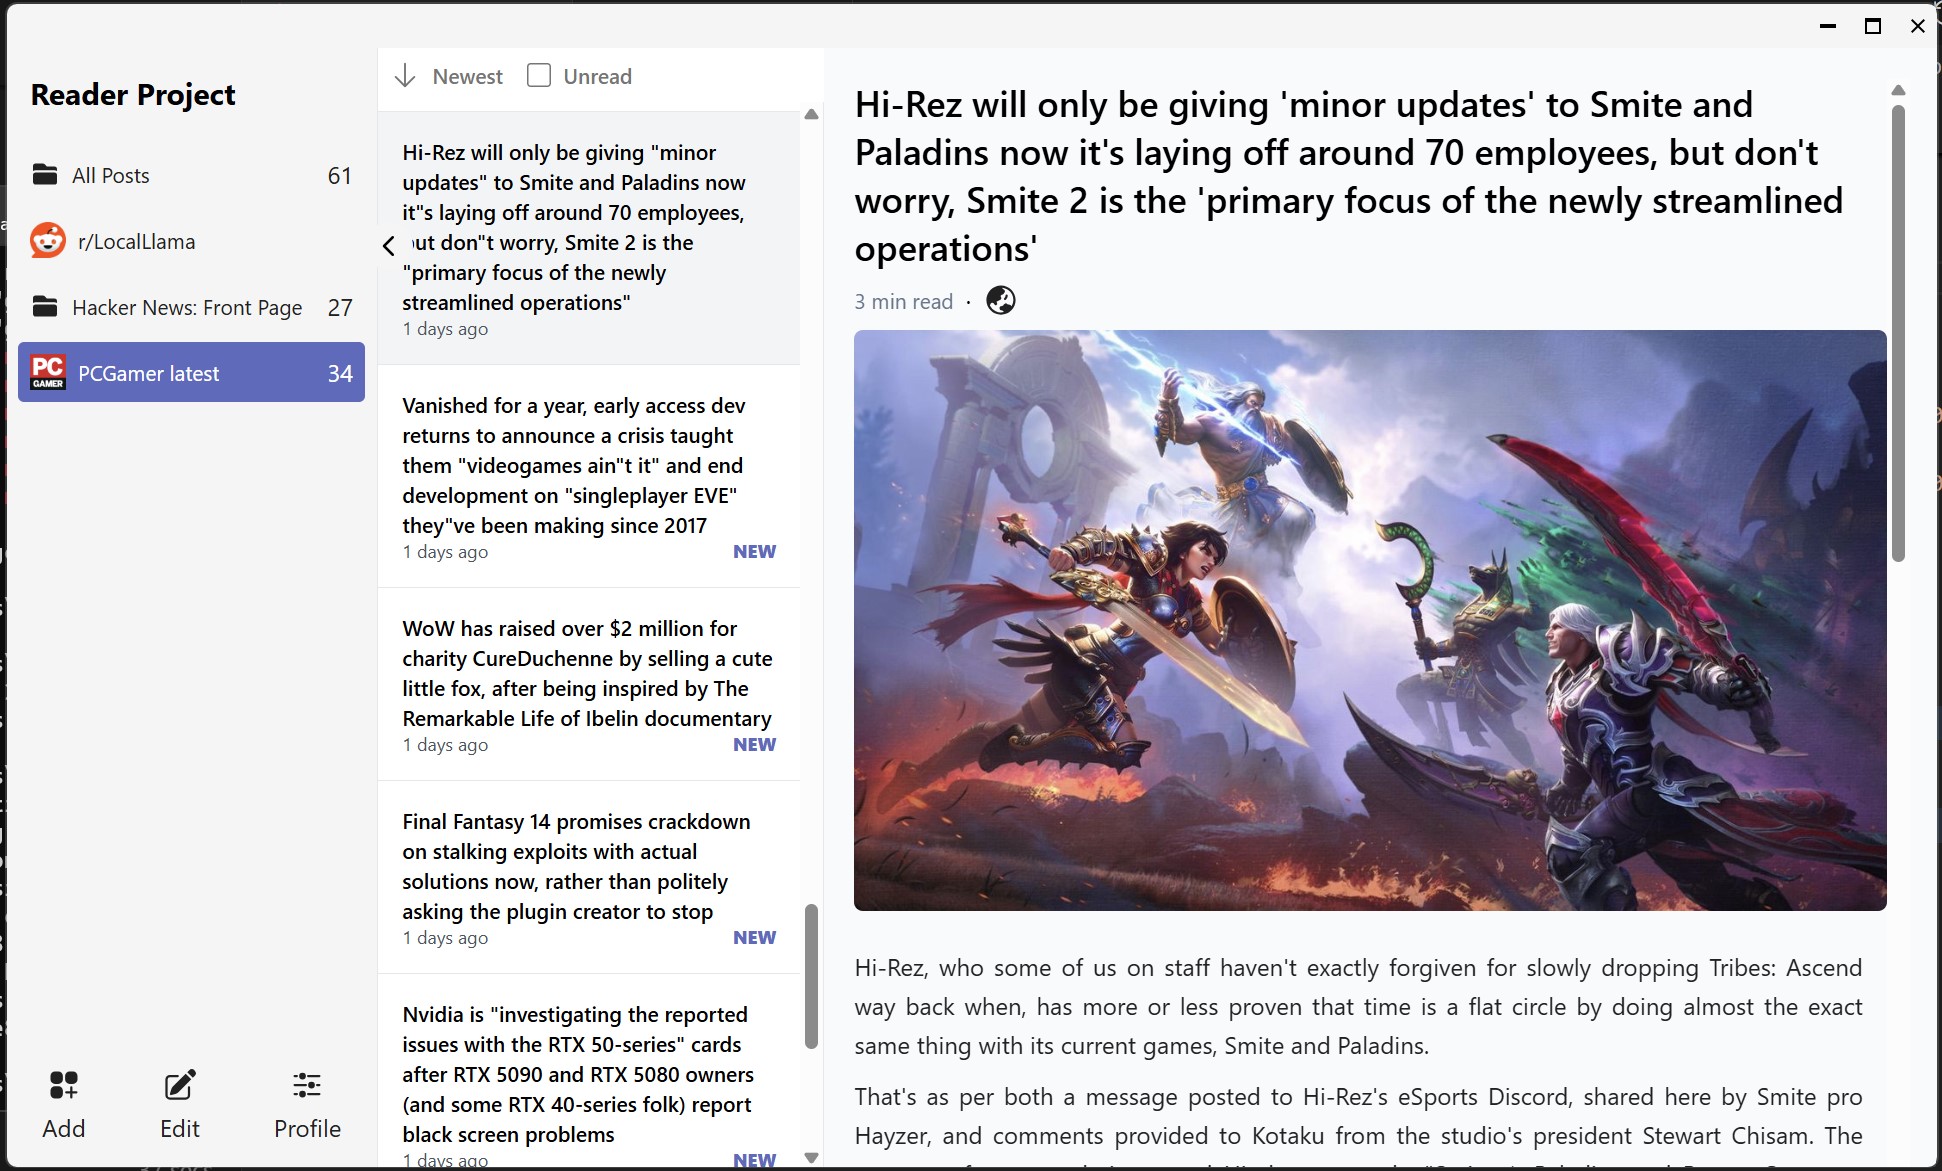 Reader Project
All Posts 61
r/LocalLlama
Hacker News: Front Page 27
PC GAMER PCGamer latest 34
Add Edit Profile
Newest Unread
Hi-Rez will only be giving "minor
updates" to Smite and Paladins now
it"s laying off around 70 employees,
but don"t worry, Smite 2 is the
"primary focus of the newly
streamlined operations"
1 days ago
Vanished for a year, early access dev
returns to announce a crisis taught
them "videogames ain"t it" and end
development on "singleplayer EVE"
they"ve been making since 2017
1 days ago NEW
WoW has raised over $2 million for
charity CureDuchenne by selling a cute
little fox, after being inspired by The
Remarkable Life of Ibelin documentary
1 days ago NEW
Final Fantasy 14 promises crackdown
on stalking exploits with actual
solutions now, rather than politely
asking the plugin creator to stop
1 days ago NEW
Nvidia is "investigating the reported
issues with the RTX 50-series" cards
after RTX 5090 and RTX 5080 owners
(and some RTX 40-series folk) report
black screen problems
1 days ago NEW
Hi-Rez will only be giving 'minor updates' to Smite and
Paladins now it's laying off around 70 employees, but don't
worry, Smite 2 is the 'primary focus of the newly streamlined
operations'
3 min read ·
Hi-Rez, who some of us on staff haven't exactly forgiven for slowly dropping Tribes: Ascend
way back when, has more or less proven that time is a flat circle by doing almost the exact
same thing with its current games, Smite and Paladins.
That's as per both a message posted to Hi-Rez's eSports Discord, shared here by Smite pro
Hayzer, and comments provided to Kotaku from the studio's president Stewart Chisam. The